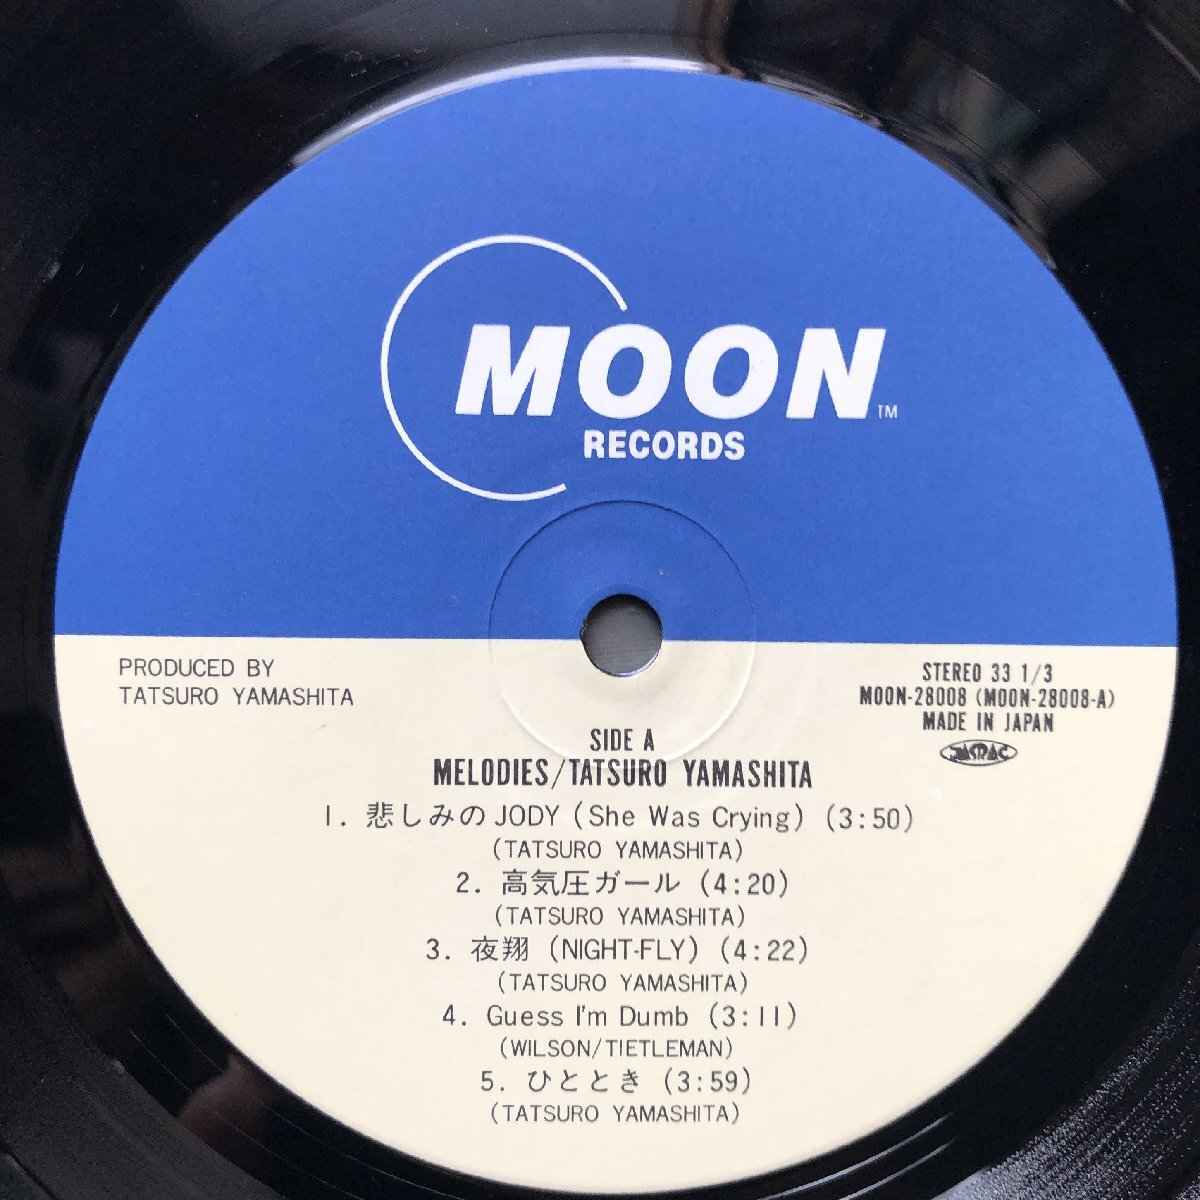 MOON TM
RECORDS
PRODUCED BY
TATSURO YAMASHITA
STEREO 33 1/3
MOON-28008 (MOON-28008-A)
MADE IN JAPAN
JASRAC
SIDE A
MELODIES/TATSURO YAMASHITA
1. 悲しみのJODY (She Was Crying) (3:50)
(TATSURO YAMASHITA)
2. 高気圧ガール (4:20)
(TATSURO YAMASHITA)
3. 夜翔 (NIGHT-FLY) (4:22)
(TATSURO YAMASHITA)
4. Guess I'm Dumb (3:11)
(WILSON/TIETLEMAN)
5. ひととき (3:59)
(TATSURO YAMASHITA)